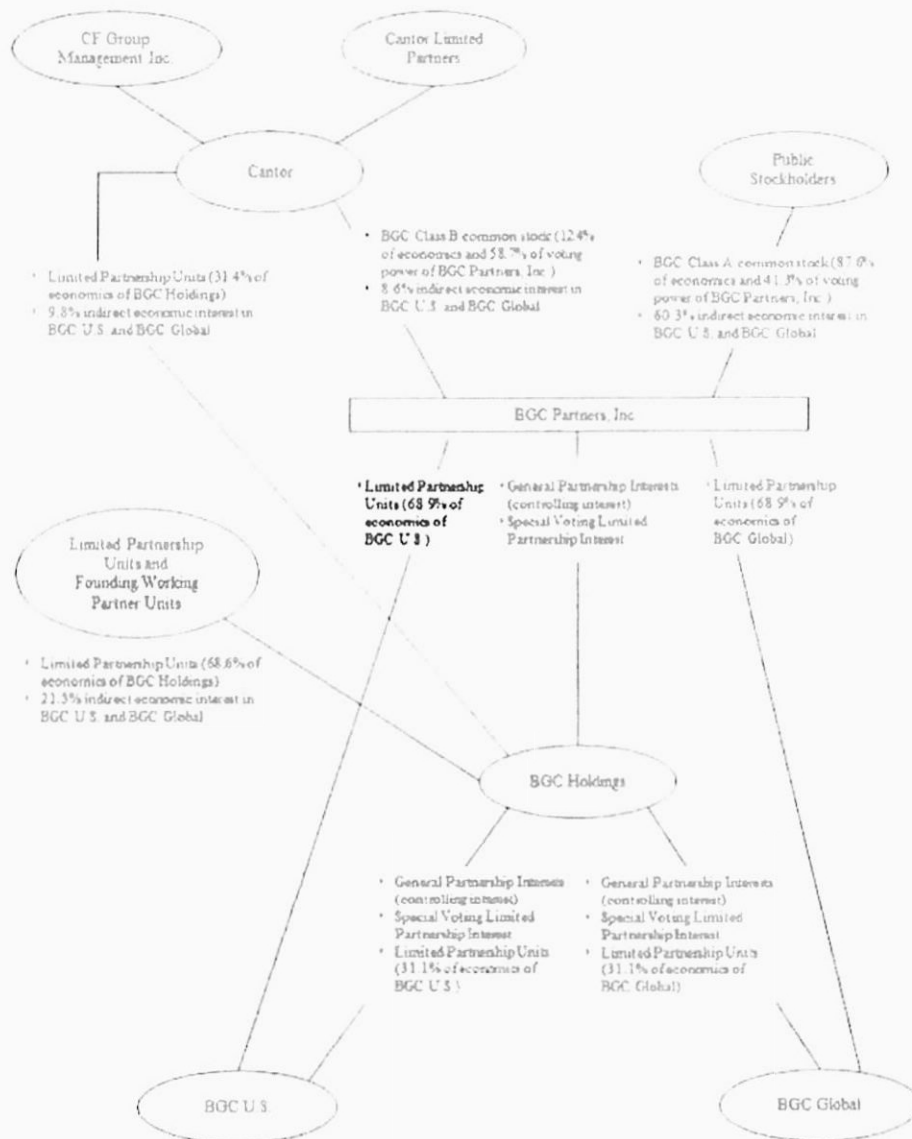 CF Group
Management Inc.
Cantor Limited
Partners
Cantor
Public
Stockholders
• BGC Class B common stock (12.4%
of economics and 58.7% of voting
power of BGC Partners, Inc.)
• 8.6% indirect economic interest in
BGC U.S. and BGC Global
• BGC Class A common stock (87.6%
of economics and 41.3% of voting
power of BGC Partners, Inc.)
• 60.3% indirect economic interest in
BGC U.S. and BGC Global
• Limited Partnership Units (31.4% of
economics of BGC Holdings)
• 9.8% indirect economic interest in
BGC U.S. and BGC Global
BGC Partners, Inc
• Limited Partnership
Units (68.9% of
economics of
BGC U.S.)
• General Partnership Interests
(controlling interest)
• Special Voting Limited
Partnership Interest
• Limited Partnership
Units (68.9% of
economics of
BGC Global)
Limited Partnership
Units and
Founding Working
Partner Units
• Limited Partnership Units (68.6% of
economics of BGC Holdings)
• 21.3% indirect economic interest in
BGC U.S. and BGC Global
BGC Holdings
• General Partnership Interests
(controlling interest)
• Special Voting Limited
Partnership Interest
• Limited Partnership Units
(31.1% of economics of
BGC U.S.)
• General Partnership Interests
(controlling interest)
• Special Voting Limited
Partnership Interest
• Limited Partnership Units
(31.1% of economics of
BGC Global)
BGC U.S.
BGC Global